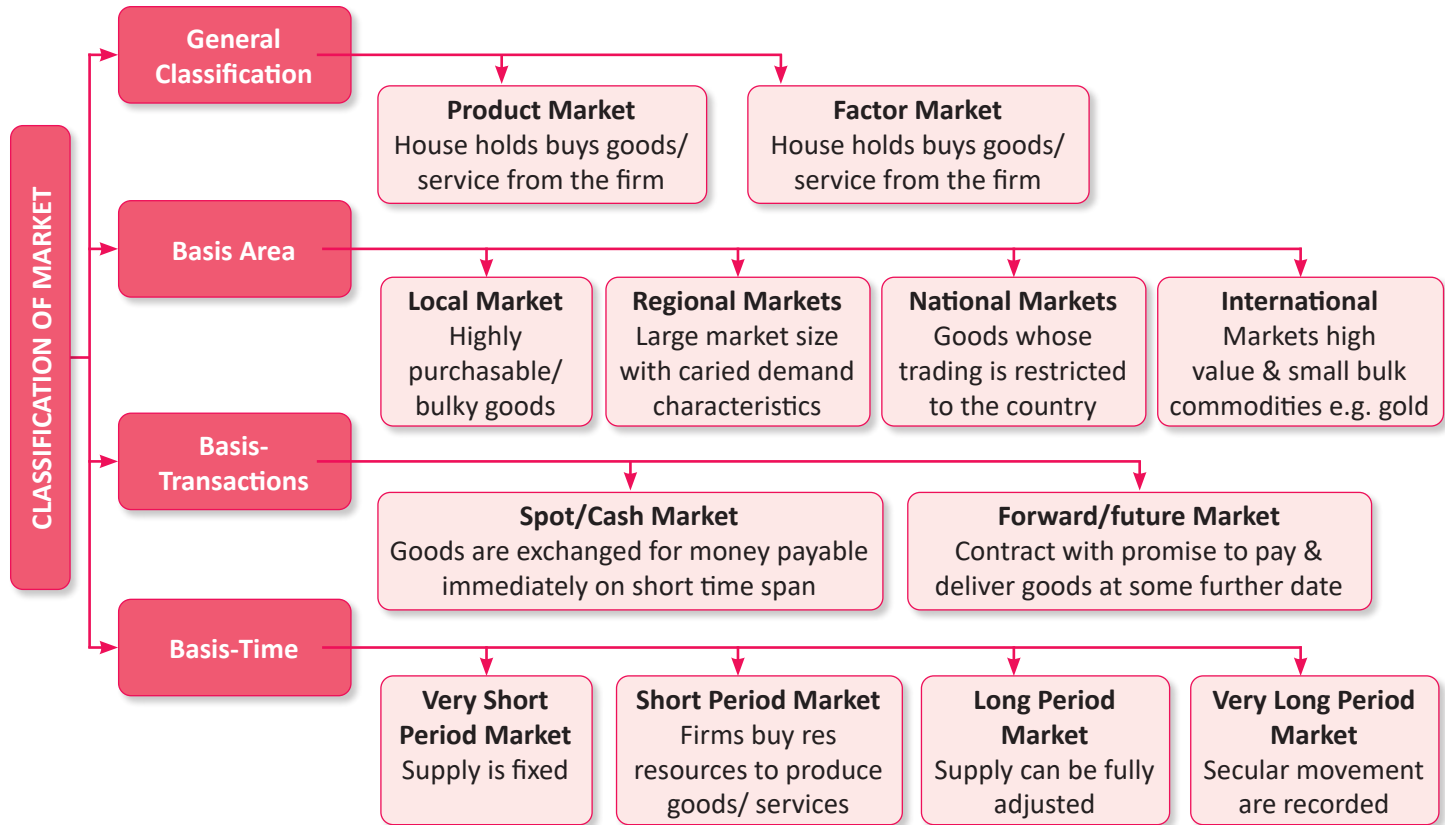 CLASSIFICATION OF MARKET
General
Classification
Product Market
House holds buys goods/
service from the firm
Factor Market
House holds buys goods/
service from the firm
Basis Area
Local Market
Highly
purchasable/
bulky goods
Regional Markets
Large market size
with caried demand
characteristics
National Markets
Goods whose
trading is restricted
to the country
International
Markets high
value & small bulk
commodities e.g. gold
Basis-
Transactions
Spot/Cash Market
Goods are exchanged for money payable
immediately on short time span
Forward/future Market
Contract with promise to pay &
deliver goods at some further date
Basis-Time
Very Short
Period Market
Supply is fixed
Short Period Market
Firms buy res
resources to produce
goods/ services
Long Period
Market
Supply can be fully
adjusted
Very Long Period
Market
Secular movement
are recorded